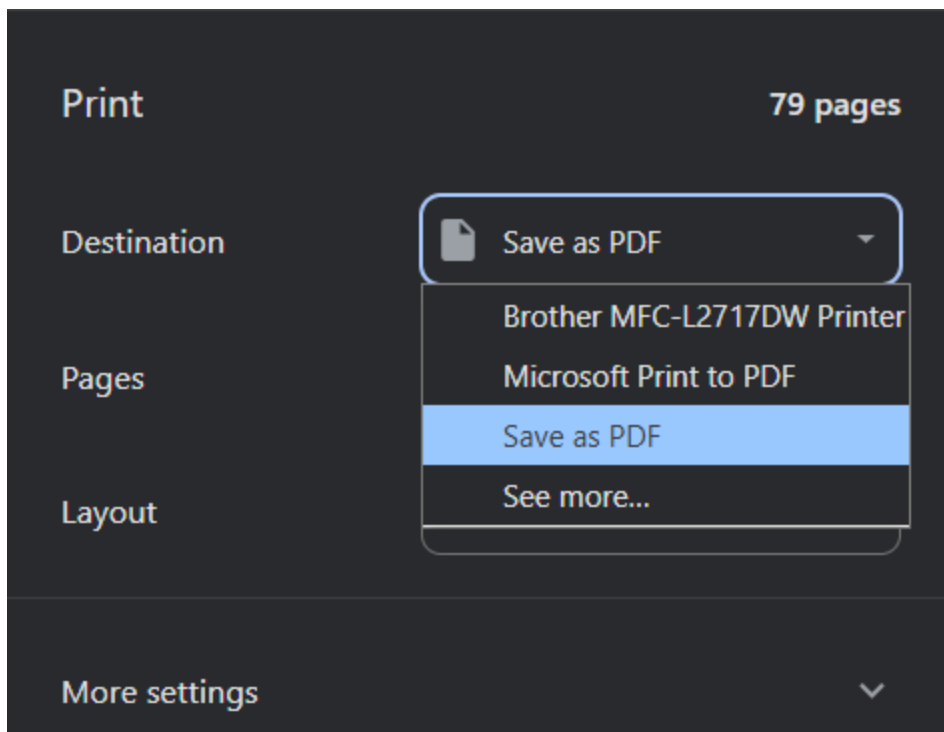 Print
79 pages
Destination
Save as PDF
Brother MFC-L2717DW Printer
Microsoft Print to PDF
Save as PDF
See more...
Pages
Layout
More settings